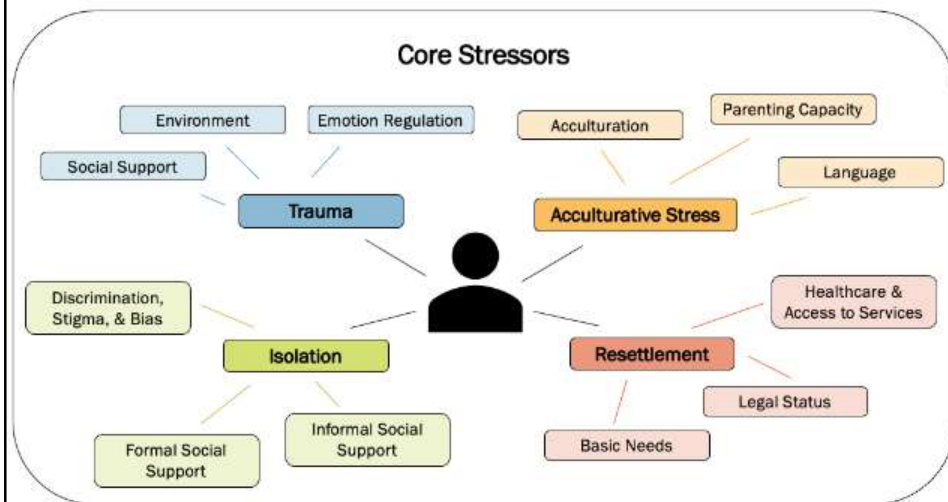 Core Stressors
Environment
Emotion Regulation
Social Support
Trauma
Acculturation
Parenting Capacity
Language
Acculturative Stress
Discrimination,
Stigma, & Bias
Isolation
Formal Social
Support
Informal Social
Support
Healthcare &
Access to Services
Resettlement
Legal Status
Basic Needs